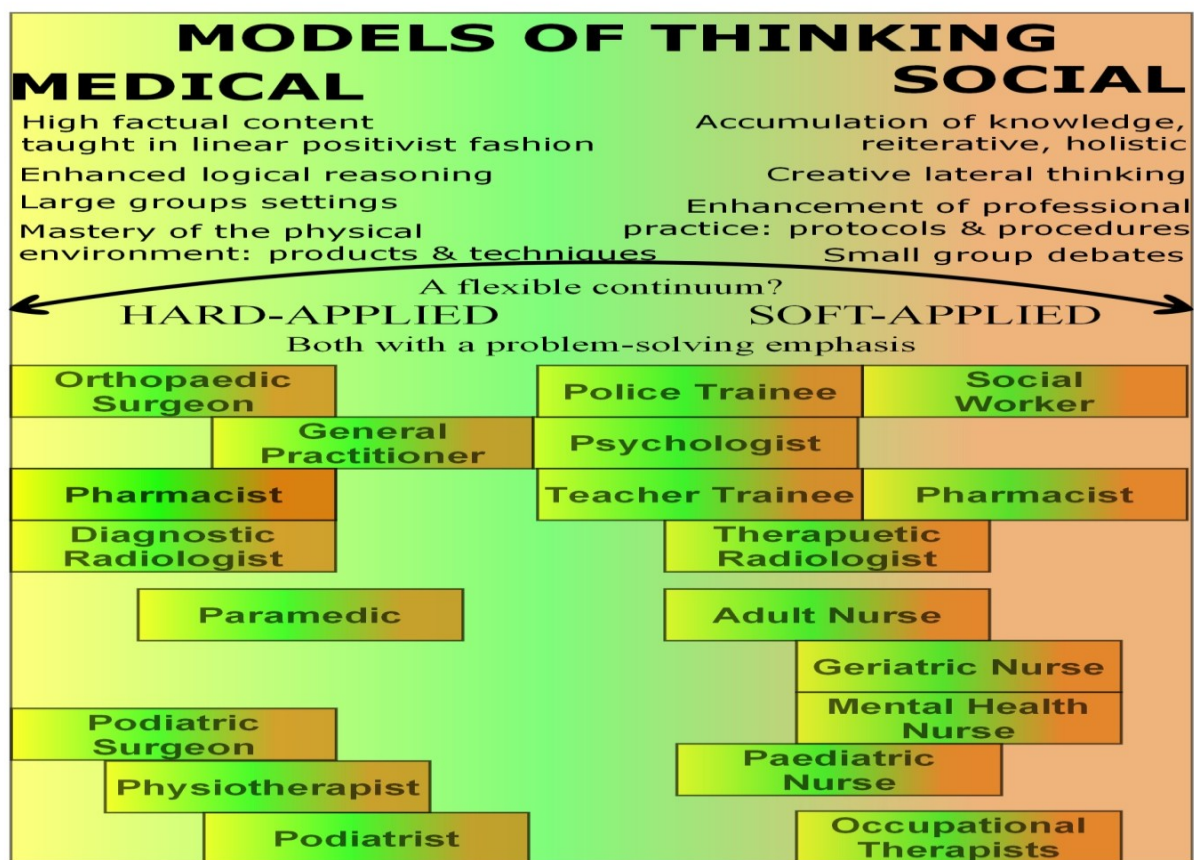 MODELS OF THINKING
MEDICAL
SOCIAL
High factual content
taught in linear positivist fashion
Enhanced logical reasoning
Large groups settings
Mastery of the physical
environment: products & techniques
Accumulation of knowledge,
reiterative, holistic
Creative lateral thinking
Enhancement of professional
practice: protocols & procedures
Small group debates
A flexible continuum?
HARD-APPLIED
SOFT-APPLIED
Both with a problem-solving emphasis
Orthopaedic
Surgeon
Police Trainee
Social
Worker
General
Practitioner
Psychologist
Pharmacist
Teacher Trainee
Pharmacist
Diagnostic
Radiologist
Therapuetic
Radiologist
Paramedic
Adult Nurse
Geriatric Nurse
Podiatric
Surgeon
Mental Health
Nurse
Physiotherapist
Paediatric
Nurse
Podiatrist
Occupational
Therapists